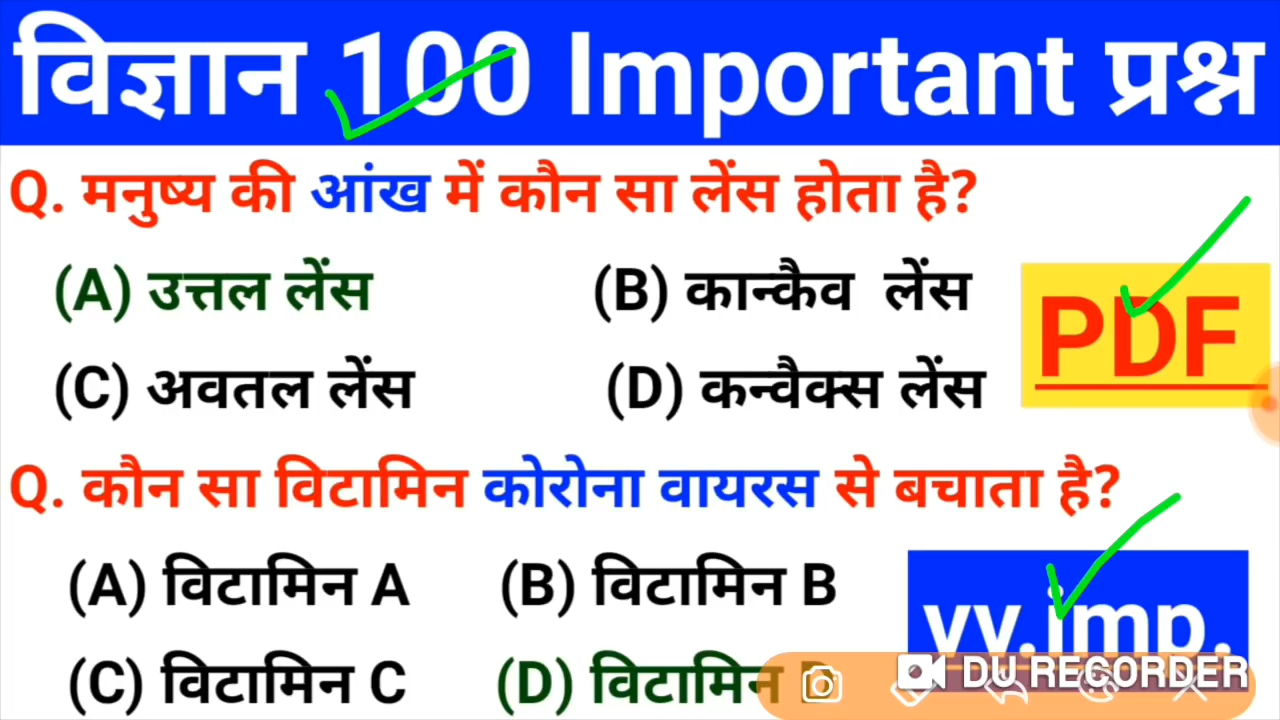 विज्ञान 100 Important प्रश्न
Q. मनुष्य की आंख में कौन सा लेंस होता है?
(A) उत्तल लेंस (B) कान्कैव लेंस
(C) अवतल लेंस (D) कन्वैक्स लेंस
PDF
Q. कौन सा विटामिन कोरोना वायरस से बचाता है?
(A) विटामिन A (B) विटामिन B
(C) विटामिन C (D) विटामिन
vv.imp.
DU RECORDER